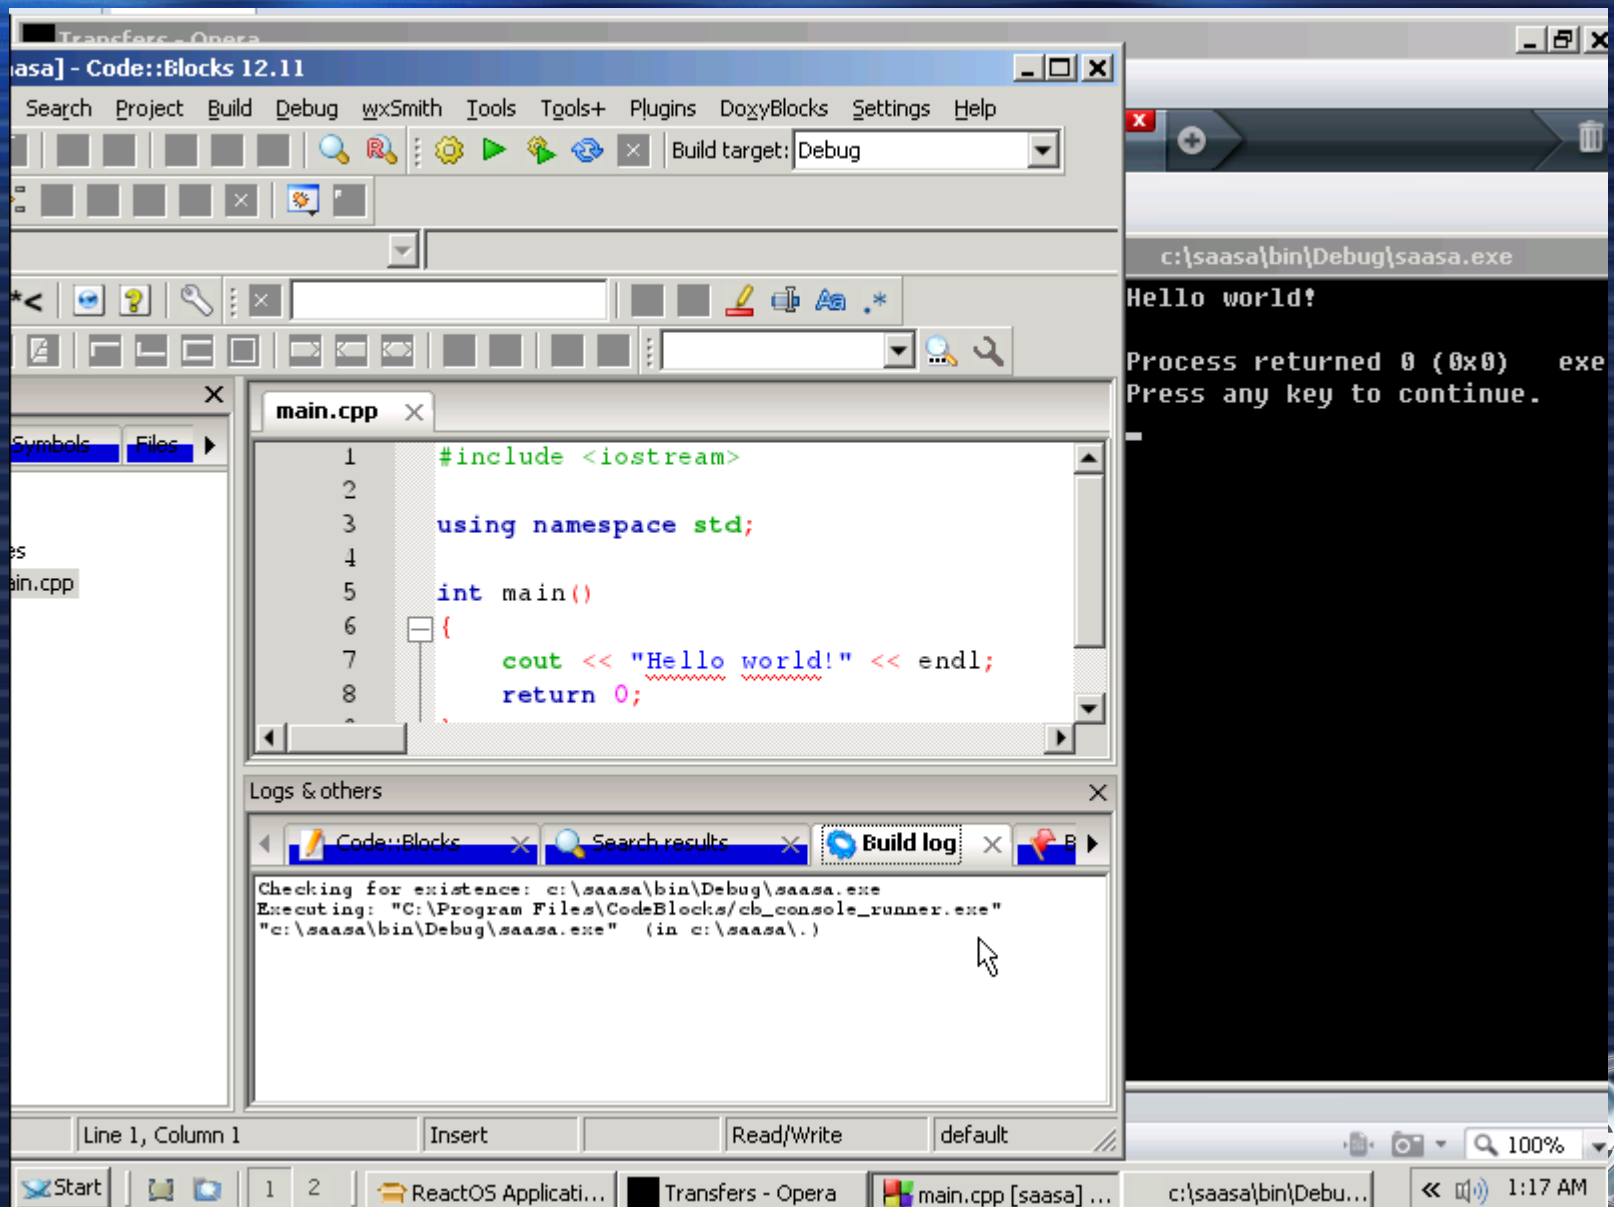 Transfers - Opera
asa] - Code::Blocks 12.11
Search Project Build Debug wxSmith Tools Tools+ Plugins DoxyBlocks Settings Help
Build target: Debug
c:\saasa\bin\Debug\saasa.exe
Hello world!
Process returned 0 (0x0) exe
Press any key to continue.
main.cpp
Symbols Files
es
ain.cpp
1 #include <iostream>
2
3 using namespace std;
4
5 int main()
6 {
7 cout << "Hello world!" << endl;
8 return 0;
Logs & others
Code::Blocks Search results Build log B
Checking for existence: c:\saasa\bin\Debug\saasa.exe
Executing: "C:\Program Files\CodeBlocks/cb_console_runner.exe"
"c:\saasa\bin\Debug\saasa.exe" (in c:\saasa\.)
Line 1, Column 1 Insert Read/Write default
100%
Start 1 2 ReactOS Applicati... Transfers - Opera main.cpp [saasa] ... c:\saasa\bin\Debu... « 1:17 AM